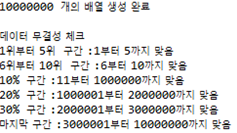 10000000 개의 배열 생성 완료
데이터 무결성 체크
1위부터 5위 구간 :1부터 5까지 맞음
6위부터 10위 구간 :6부터 10까지 맞음
10% 구간 :11부터 1000000까지 맞음
20% 구간 :1000001부터 2000000까지 맞음
30% 구간 :2000001부터 3000000까지 맞음
마지막 구간 :3000001부터 10000000까지 맞음